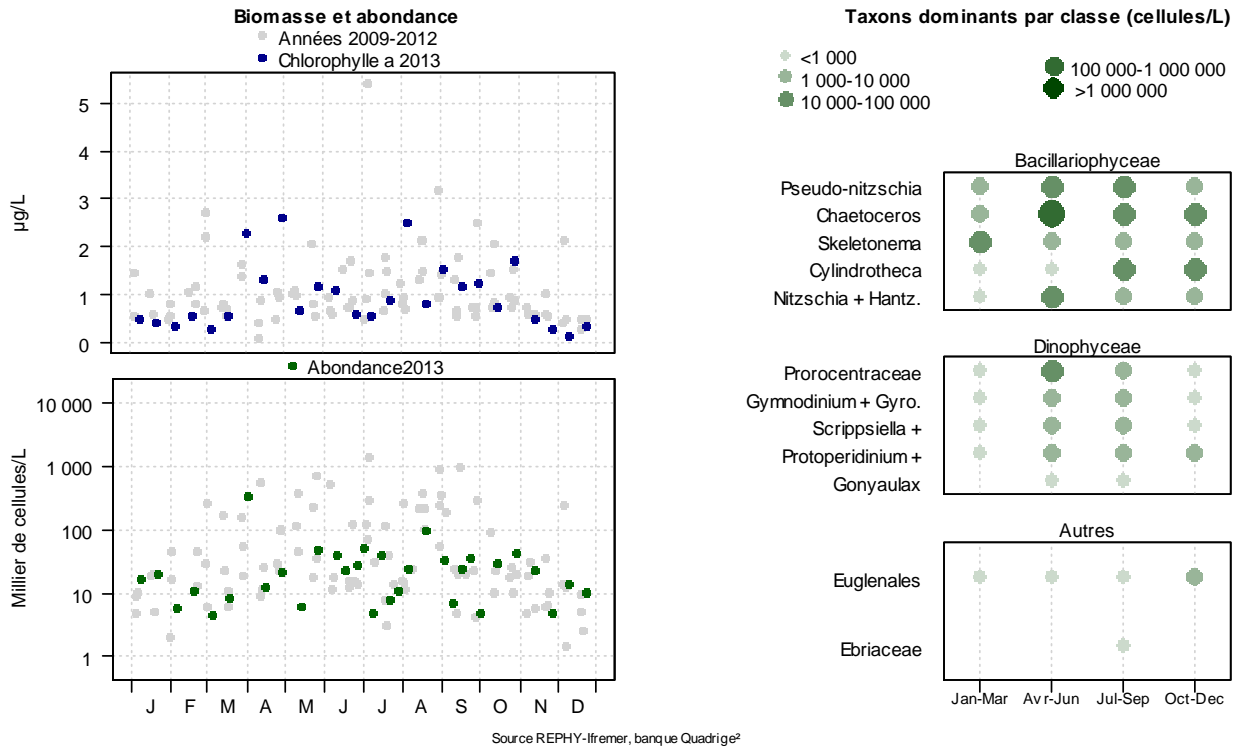 Biomasse et abondance
Années 2009-2012
Chlorophylle a 2013
µg/L
5
4
3
2
1
0
Abondance2013
Millier de cellules/L
10 000
1 000
100
10
1
J F M A M J J A S O N D
Taxons dominants par classe (cellules/L)
<1 000
1 000-10 000
10 000-100 000
100 000-1 000 000
>1 000 000
Bacillariophyceae
Pseudo-nitzschia
Chaetoceros
Skeletonema
Cylindrotheca
Nitzschia + Hantz.
Dinophyceae
Prorocentraceae
Gymnodinium + Gyro.
Scrippsiella +
Protoperidinium +
Gonyaulax
Autres
Euglenales
Ebriaceae
Jan-Mar Avr-Jun Jul-Sep Oct-Dec
Source REPHY-Ifremer, banque Quadrige²